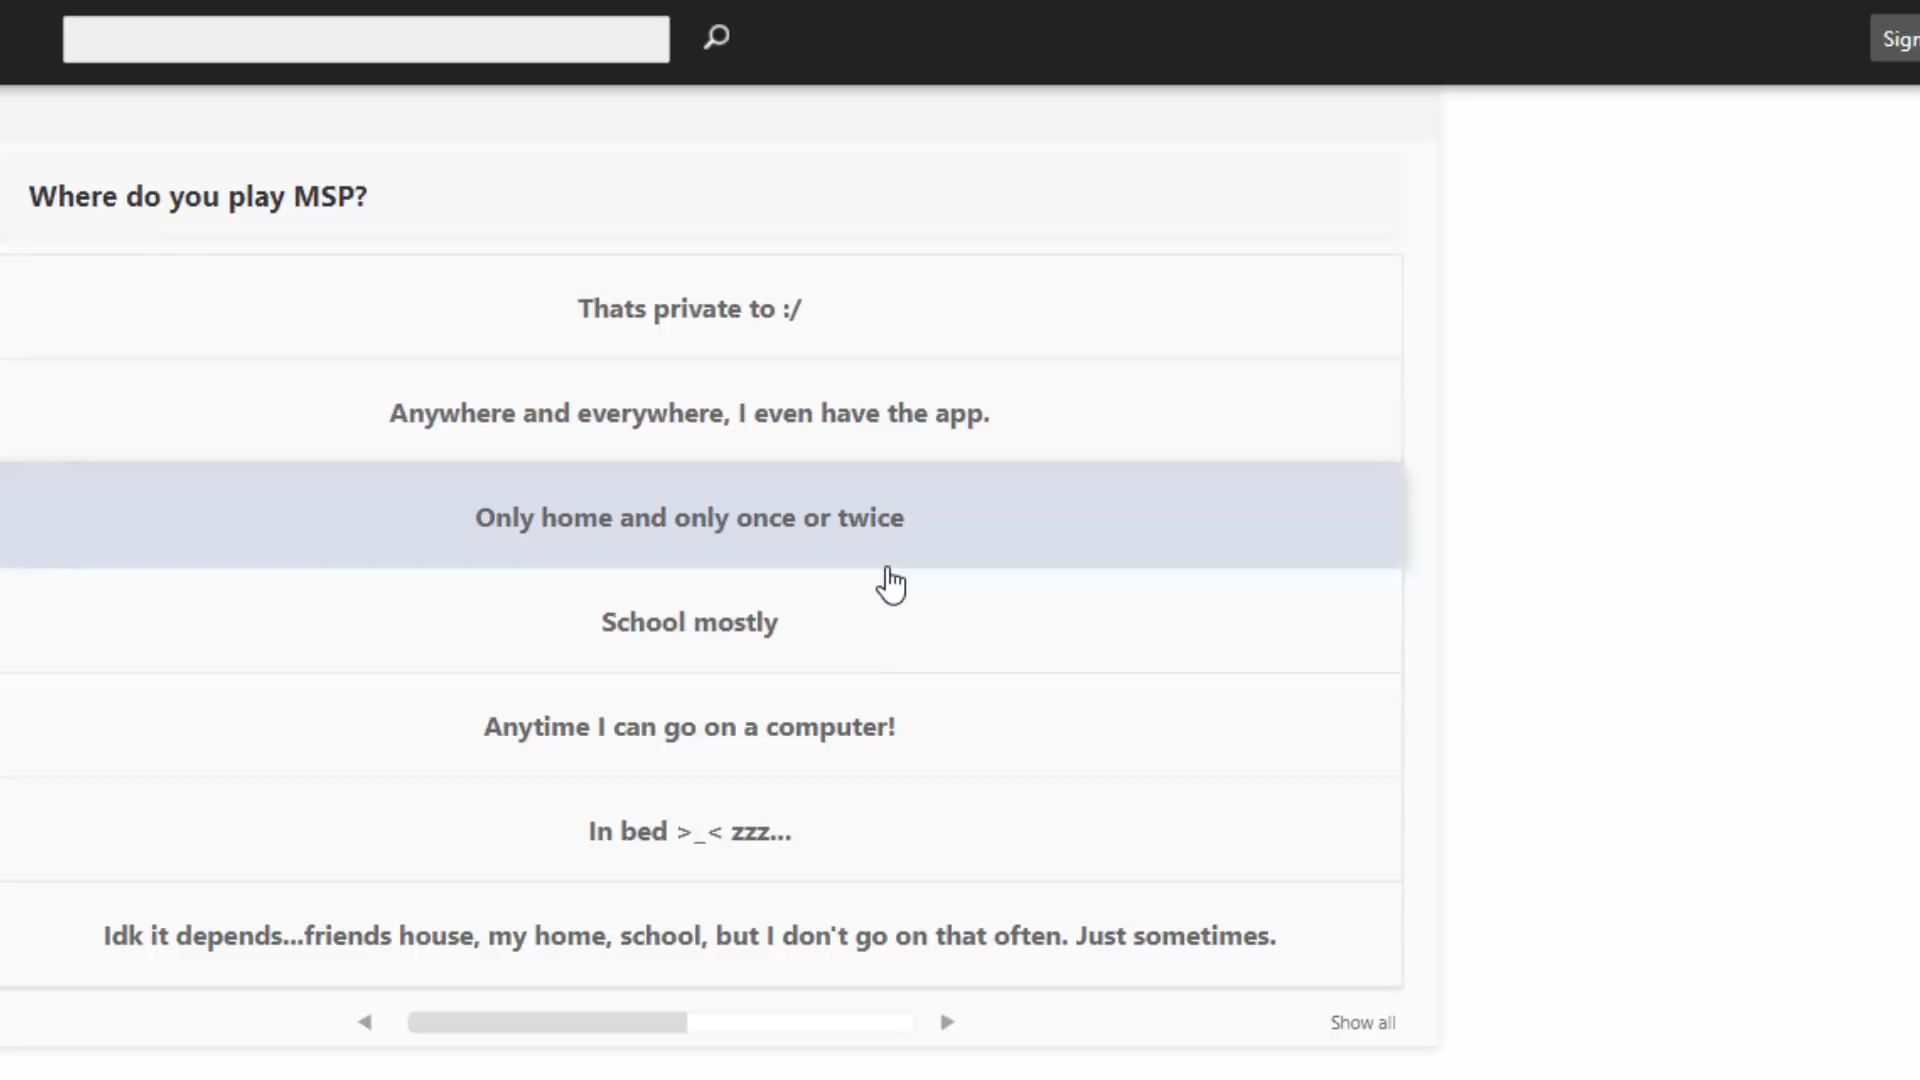 Sign
Where do you play MSP?
Thats private to :/
Anywhere and everywhere, I even have the app.
Only home and only once or twice
School mostly
Anytime I can go on a computer!
In bed >_< zzz...
Idk it depends...friends house, my home, school, but I don't go on that often. Just sometimes.
Show all